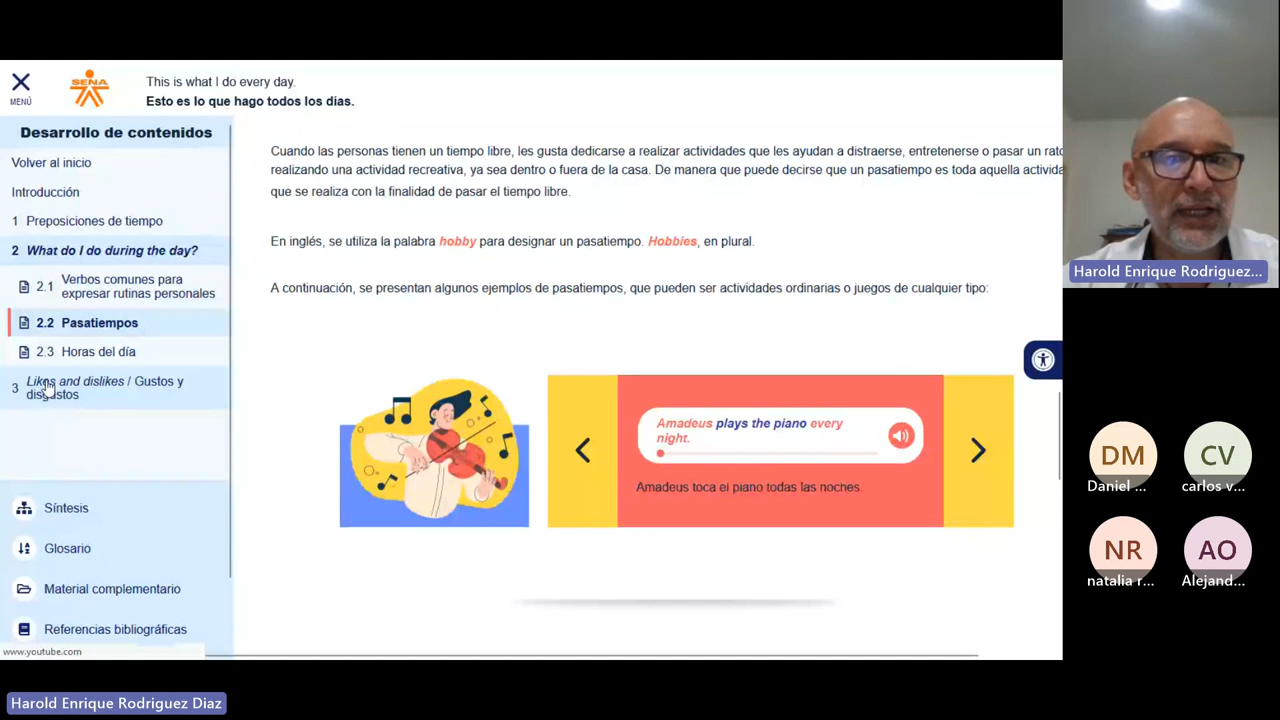 MENÚ
SENA
This is what I do every day.
Esto es lo que hago todos los días.
Desarrollo de contenidos
Volver al inicio
Introducción
1 Preposiciones de tiempo
2 What do I do during the day?
2.1 Verbos comunes para
expresar rutinas personales
2.2 Pasatiempos
2.3 Horas del día
3 Likes and dislikes / Gustos y
disgustos
Síntesis
Glosario
Material complementario
Referencias bibliográficas
www.youtube.com
Cuando las personas tienen un tiempo libre, les gusta dedicarse a realizar actividades que les ayudan a distraerse, entretenerse o pasar un rato
realizando una actividad recreativa, ya sea dentro o fuera de la casa. De manera que puede decirse que un pasatiempo es toda aquella activida
que se realiza con la finalidad de pasar el tiempo libre.
En inglés, se utiliza la palabra hobby para designar un pasatiempo. Hobbies, en plural.
A continuación, se presentan algunos ejemplos de pasatiempos, que pueden ser actividades ordinarias o juegos de cualquier tipo:
Amadeus plays the piano every
night.
Amadeus toca el piano todas las noches.
Harold Enrique Rodriguez...
DM
Daniel ...
CV
carlos v...
NR
natalia r...
AO
Alejand...
Harold Enrique Rodriguez Diaz